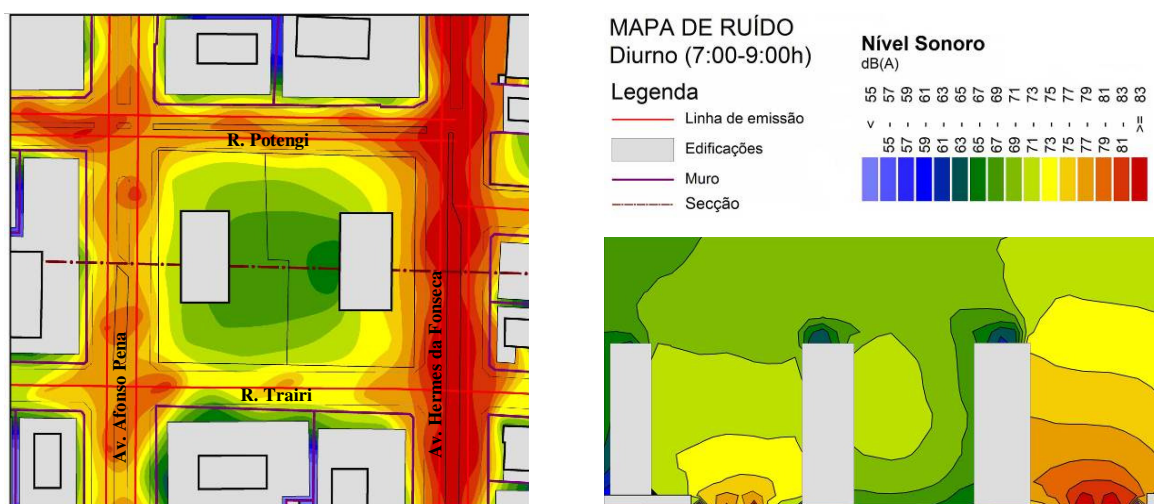 R. Potengi
R. Trairi
Av. Afonso Pena
Av. Hermes da Fonseca
MAPA DE RUÍDO
Diurno (7:00-9:00h)
Legenda
Linha de emissão
Edificações
Muro
Secção
Nível Sonoro
dB(A)
55 57 59 61 63 65 67 69 71 73 75 77 79 81 83 83
< - - - - - - - - - - - - - - >=
55 57 59 61 63 65 67 69 71 73 75 77 79 81